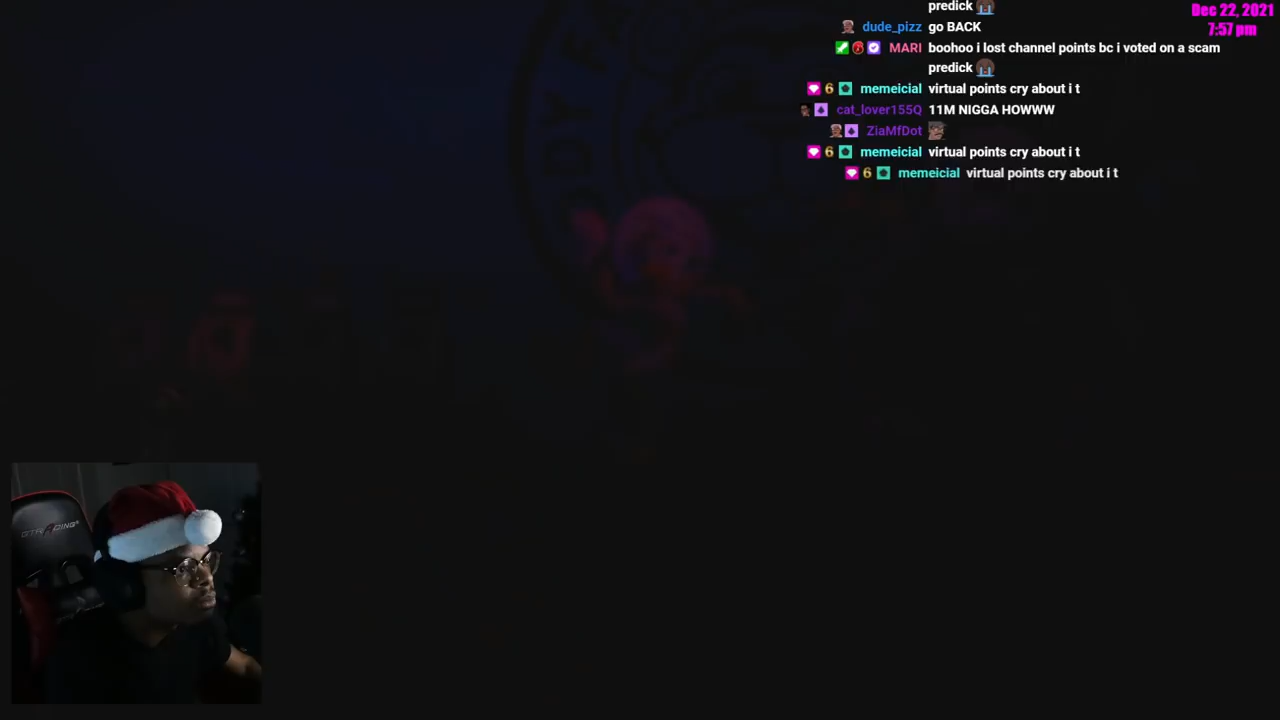 predick
Dec 22, 2021
7:57 pm
dude_pizz go BACK
MARI boohoo i lost channel points bc i voted on a scam
predick
6 memeicial virtual points cry about i t
cat_lover155Q 11M NIGGA HOWWW
ZiaMfDot
6 memeicial virtual points cry about i t
6 memeicial virtual points cry about i t
GTRACING